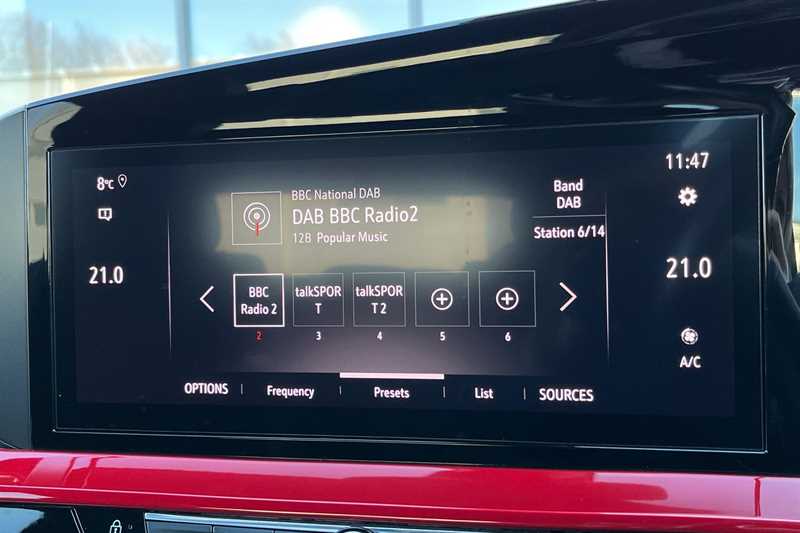 8°C
11:47
BBC National DAB
DAB BBC Radio2
12B Popular Music
Band
DAB
Station 6/14
21.0
21.0
BBC
Radio 2
talkSPOR
T
talkSPOR
T 2
2
3
4
5
6
A/C
OPTIONS
Frequency
Presets
List
SOURCES